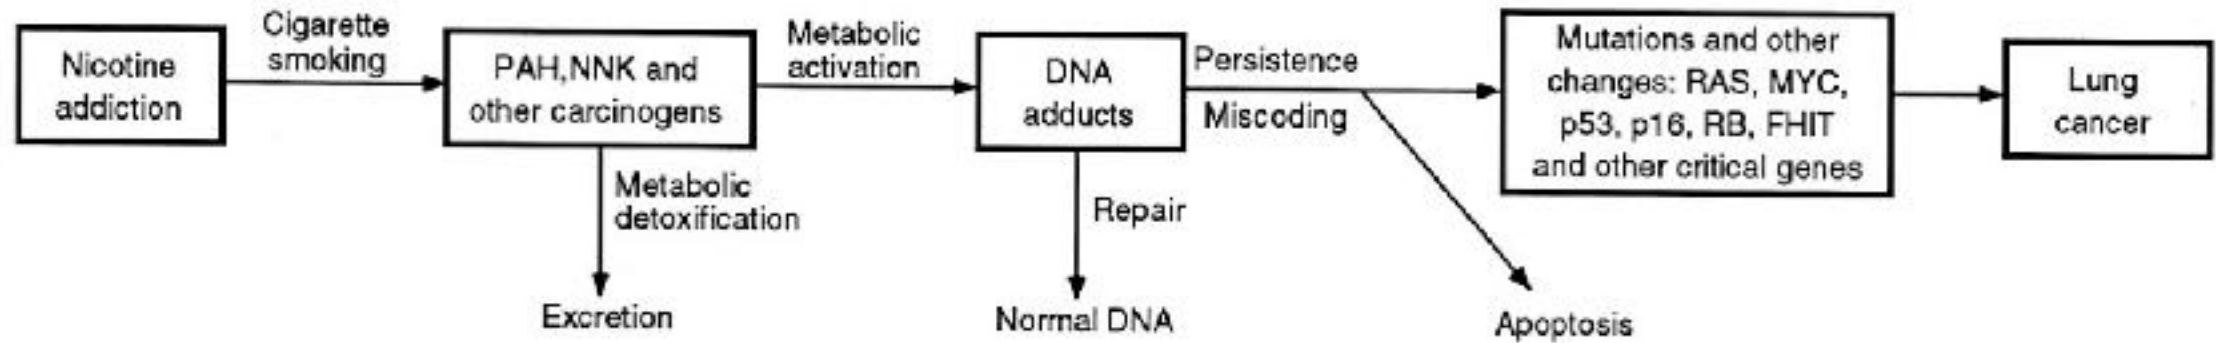 Nicotine
addiction
Cigarette
smoking
PAH,NNK and
other carcinogens
Metabolic
activation
DNA
adducts
Persistence
Miscoding
Mutations and other
changes: RAS, MYC,
p53, p16, RB, FHIT
and other critical genes
Lung
cancer
Metabolic
detoxification
Repair
Excretion
Normal DNA
Apoptosis